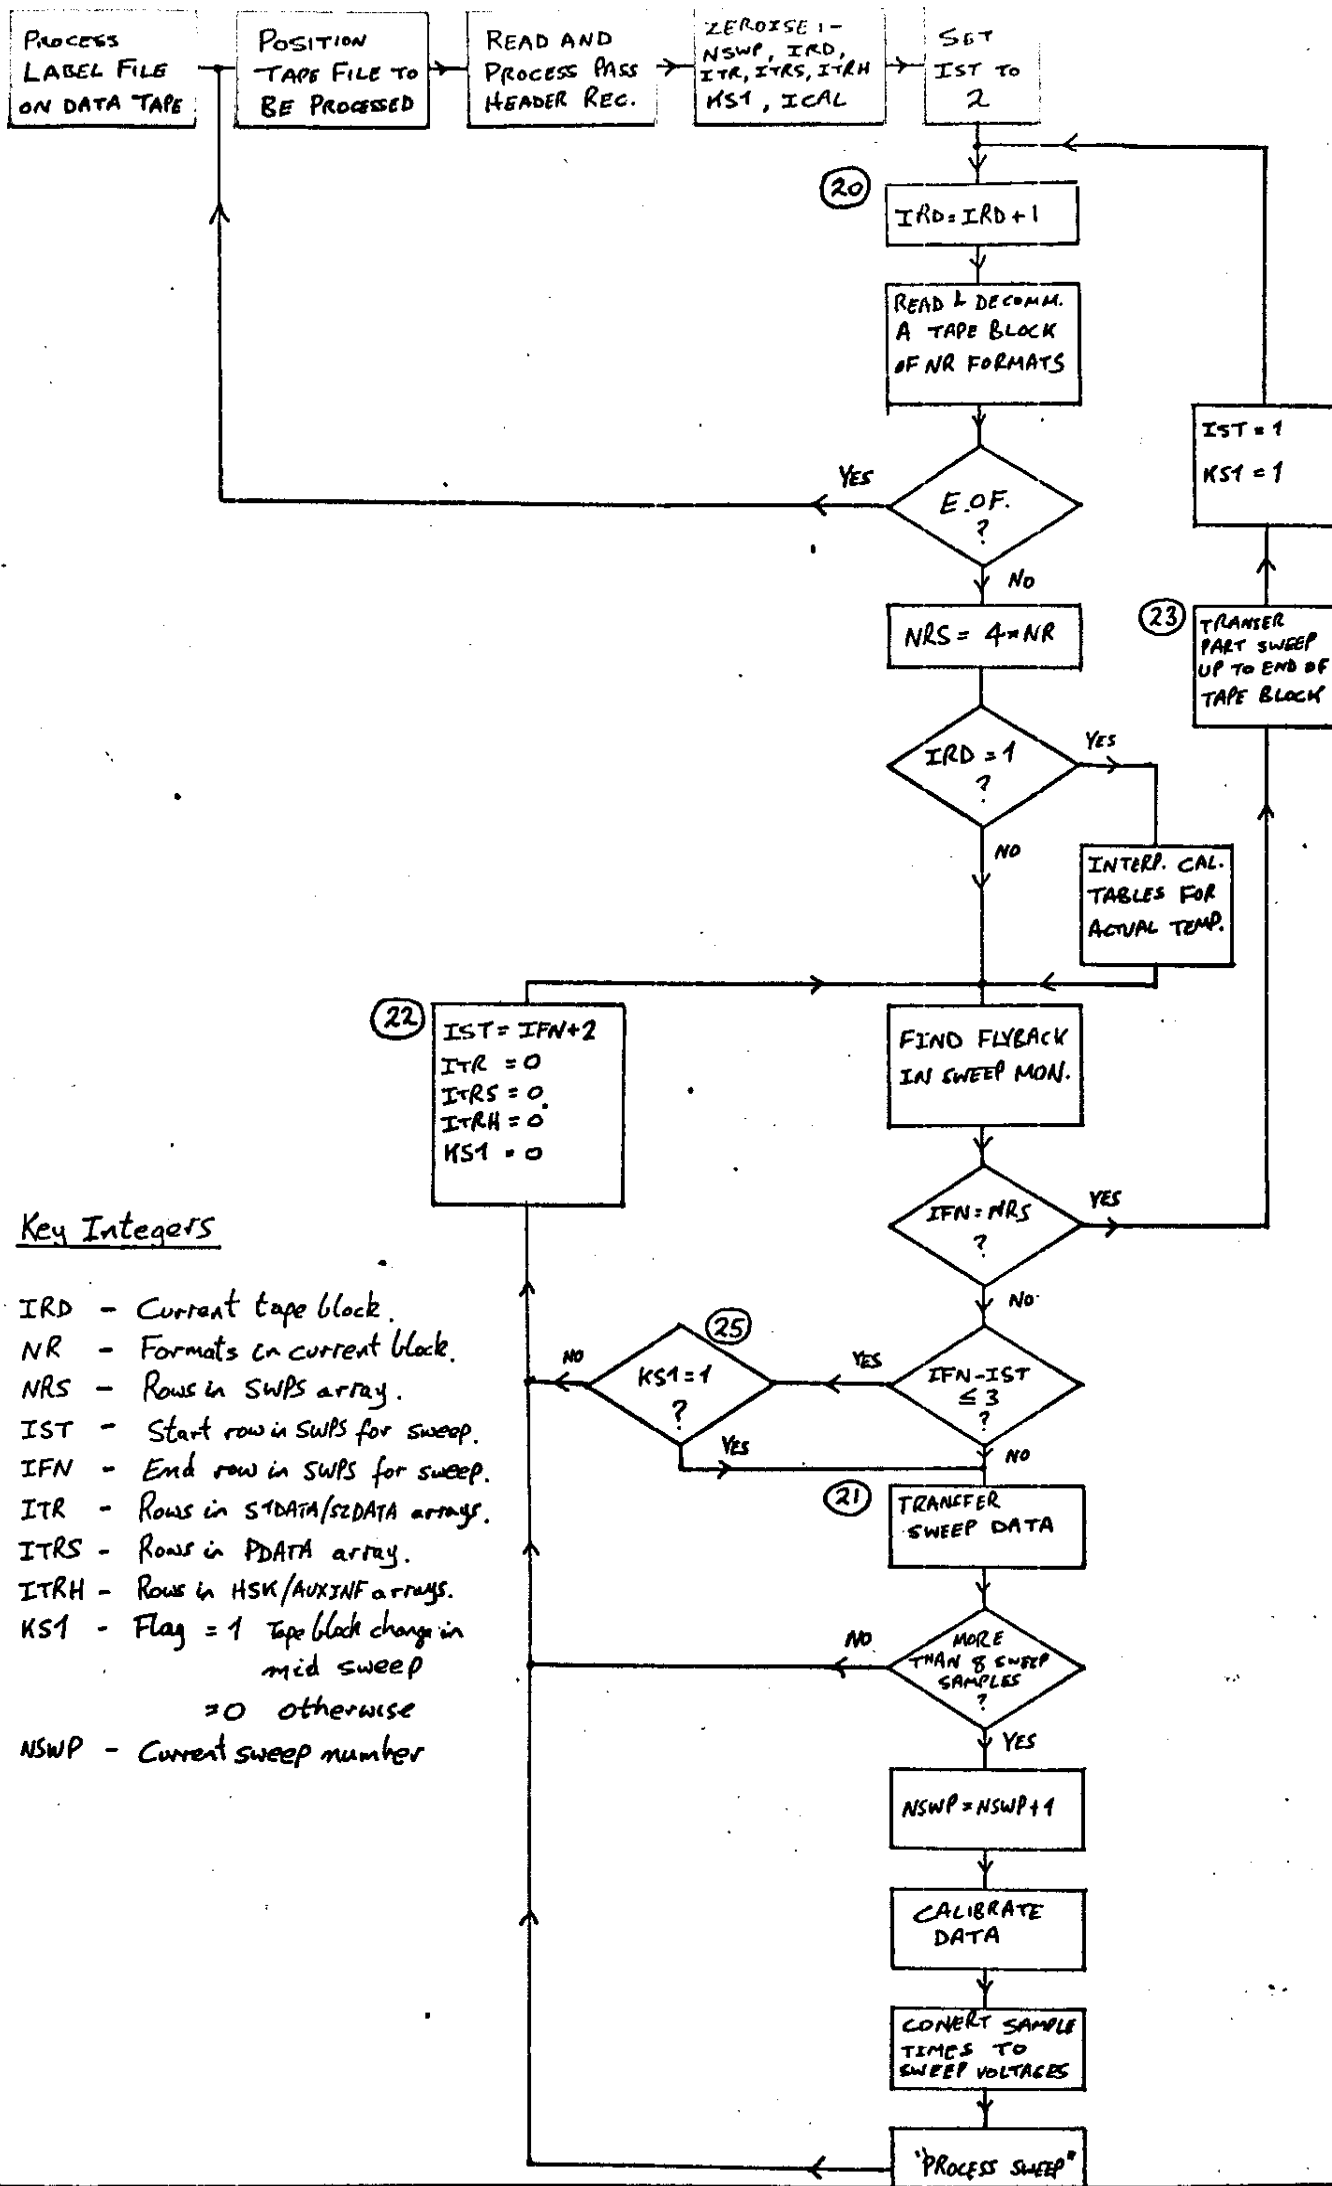 PROCESS
LABEL FILE
ON DATA TAPE
POSITION
TAPE FILE TO
BE PROCESSED
READ AND
PROCESS PASS
HEADER REC.
ZEROISE :-
NSWP, IRD,
ITR, ITRS, ITRH
KS1, ICAL
SET
IST TO
2
20
IRD = IRD + 1
READ & DECOMM.
A TAPE BLOCK
OF NR FORMATS
YES
E.O.F.
?
NO
IST = 1
KS1 = 1
NRS = 4*NR
23
TRANSER
PART SWEEP
UP TO END OF
TAPE BLOCK
IRD = 1
?
YES
NO
INTERP. CAL.
TABLES FOR
ACTUAL TEMP.
22
IST = IFN+2
ITR = 0
ITRS = 0
ITRH = 0
KS1 = 0
FIND FLYBACK
IN SWEEP MON.
IFN = NRS
?
YES
NO
Key Integers
IRD - Current tape block.
NR - Formats in current block.
NRS - Rows in SWPS array.
IST - Start row in SWPS for sweep.
IFN - End row in SWPS for sweep.
ITR - Rows in S1DATA/S2DATA arrays.
ITRS - Rows in PDATA array.
ITRH - Rows in HSK/AUXINF arrays.
KS1 - Flag = 1 Tape block change in
mid sweep
=0 otherwise
NSWP - Current sweep number
25
NO
KS1 = 1
?
YES
YES
IFN-IST
≤ 3
?
NO
21
TRANSFER
SWEEP DATA
NO
MORE
THAN 8 SWEEP
SAMPLES
?
YES
NSWP = NSWP+1
CALIBRATE
DATA
CONERT SAMPLE
TIMES TO
SWEEP VOLTAGES
"PROCESS SWEEP"